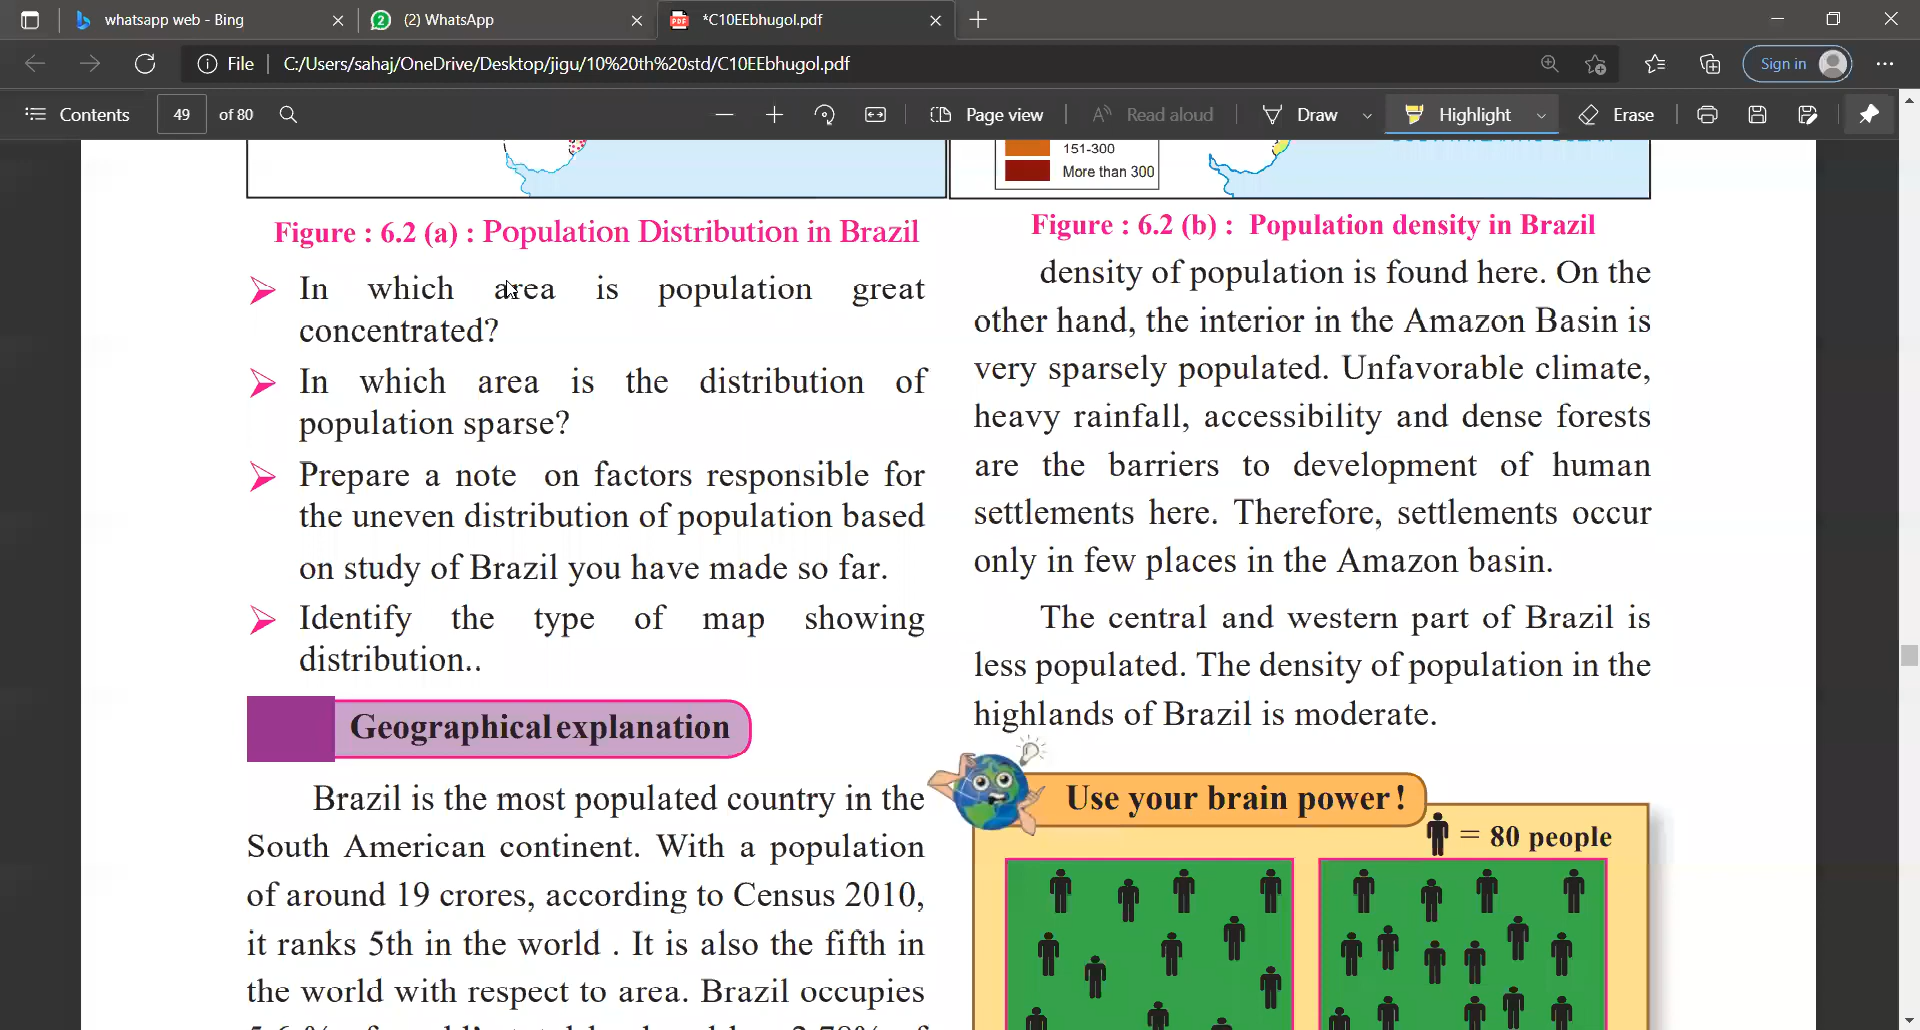 whatsapp web - Bing
(2) WhatsApp
*C10EEbhugol.pdf
File
C:/Users/sahaj/OneDrive/Desktop/jigu/10%20th%20std/C10EEbhugol.pdf
Sign in
Contents
49
of 80
Page view
Read aloud
Draw
Highlight
Erase
151-300
More than 300
Figure : 6.2 (a) : Population Distribution in Brazil
In which area is population great
concentrated?
In which area is the distribution of
population sparse?
Prepare a note on factors responsible for
the uneven distribution of population based
on study of Brazil you have made so far.
Identify the type of map showing
distribution..
Geographical explanation
Brazil is the most populated country in the
South American continent. With a population
of around 19 crores, according to Census 2010,
it ranks 5th in the world . It is also the fifth in
the world with respect to area. Brazil occupies
Figure : 6.2 (b) : Population density in Brazil
density of population is found here. On the
other hand, the interior in the Amazon Basin is
very sparsely populated. Unfavorable climate,
heavy rainfall, accessibility and dense forests
are the barriers to development of human
settlements here. Therefore, settlements occur
only in few places in the Amazon basin.
The central and western part of Brazil is
less populated. The density of population in the
highlands of Brazil is moderate.
Use your brain power!
= 80 people